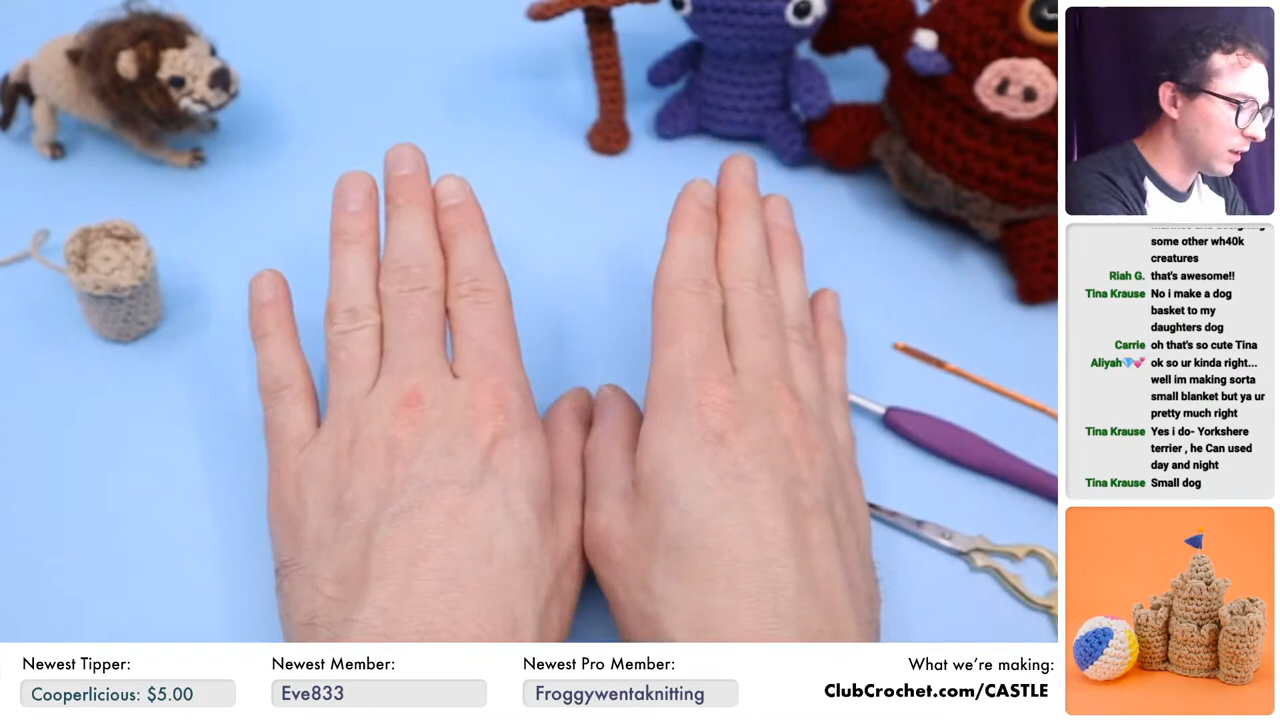 some other wh40k
creatures
Riah G. that's awesome!!
Tina Krause No i make a dog
basket to my
daughters dog
Carrie oh that's so cute Tina
Aliyah💎💕 ok so ur kinda right...
well im making sorta
small blanket but ya ur
pretty much right
Tina Krause Yes i do- Yorkshere
terrier , he Can used
day and night
Tina Krause Small dog
Newest Tipper:
Cooperlicious: $5.00
Newest Member:
Eve833
Newest Pro Member:
Froggywentaknitting
What we're making:
ClubCrochet.com/CASTLE